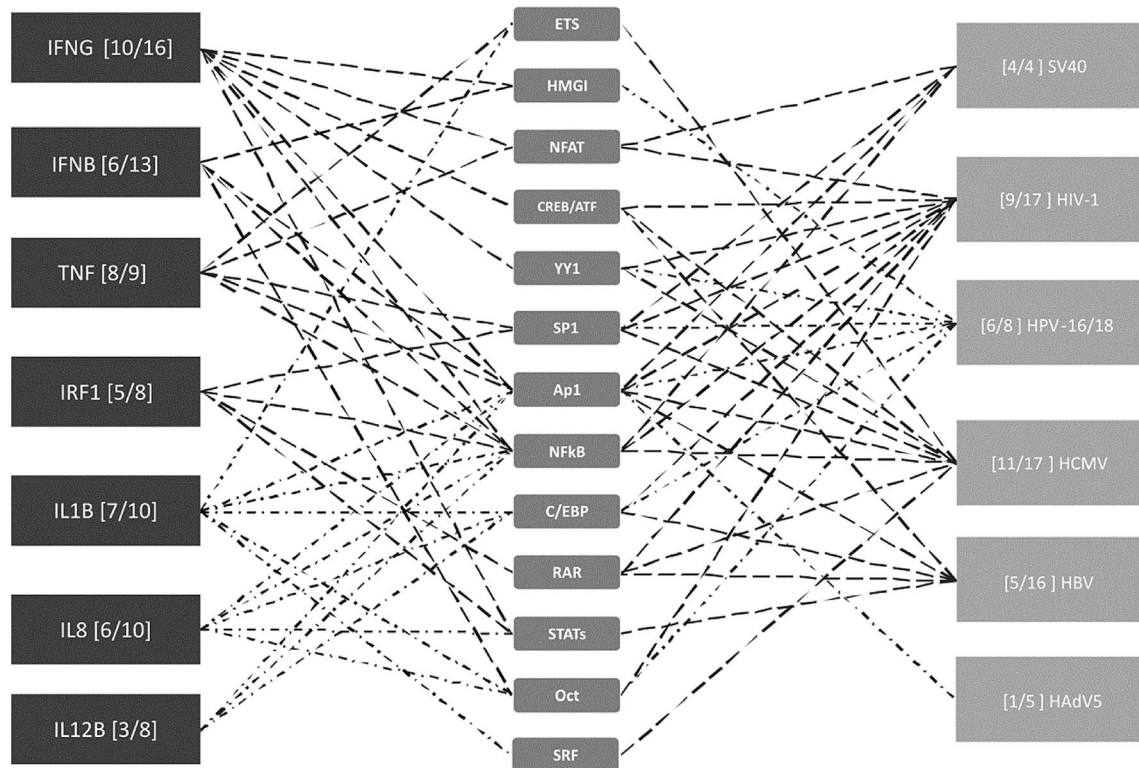 IFNG [10/16]
IFNB [6/13]
TNF [8/9]
IRF1 [5/8]
IL1B [7/10]
IL8 [6/10]
IL12B [3/8]
ETS
HMGI
NFAT
CREB/ATF
YY1
SP1
Ap1
NFkB
C/EBP
RAR
STATs
Oct
SRF
[4/4 ] SV40
[9/17 ] HIV-1
[6/8 ] HPV -16/18
[11/17 ] HCMV
[5/16 ] HBV
[1/5 ] HAdV5